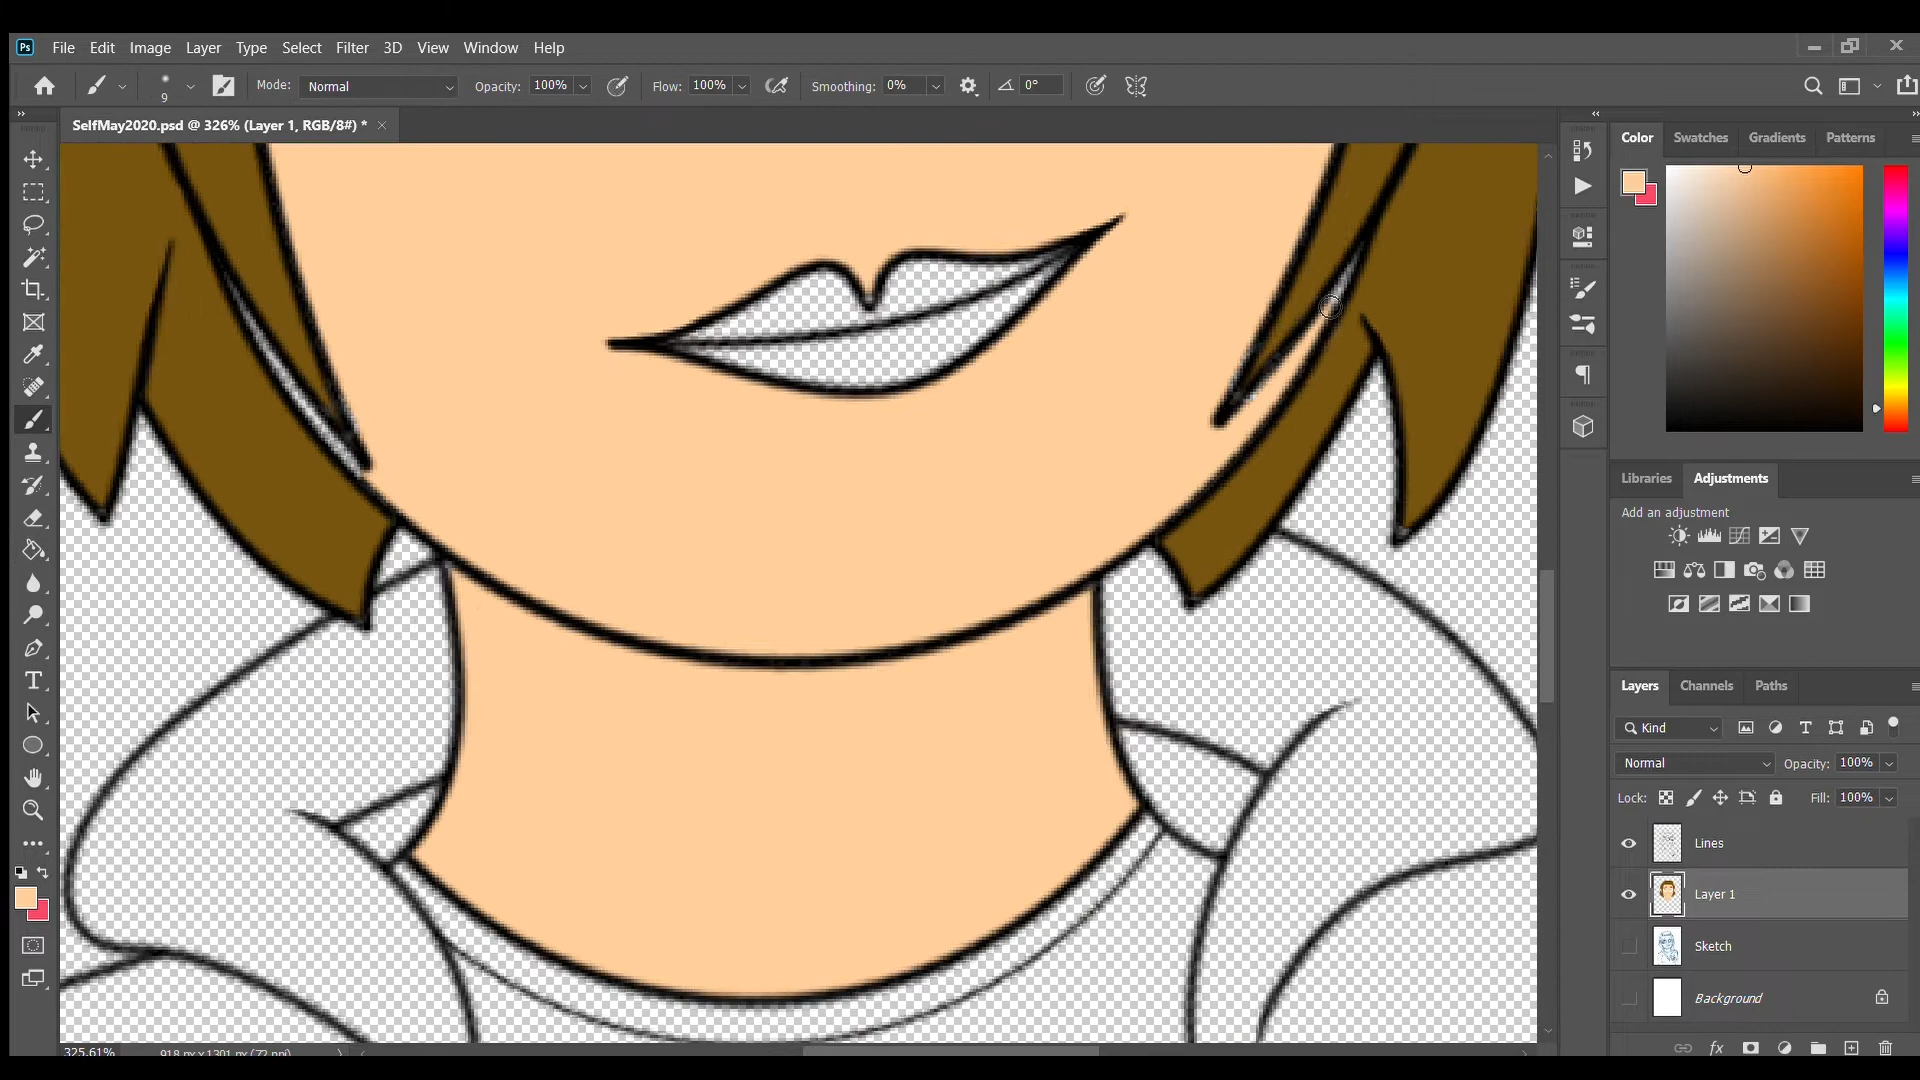 Ps File Edit Image Layer Type Select Filter 3D View Window Help
9 Mode: Normal Opacity: 100% Flow: 100% Smoothing: 0% 0°
SelfMay2020.psd @ 326% (Layer 1, RGB/8#) *
Color Swatches Gradients Patterns
Libraries Adjustments
Add an adjustment
Layers Channels Paths
Kind
Normal Opacity: 100%
Lock: Fill: 100%
Lines
Layer 1
Sketch
Background
fx
325.61% 918 px x 1301 px (72 ppi)